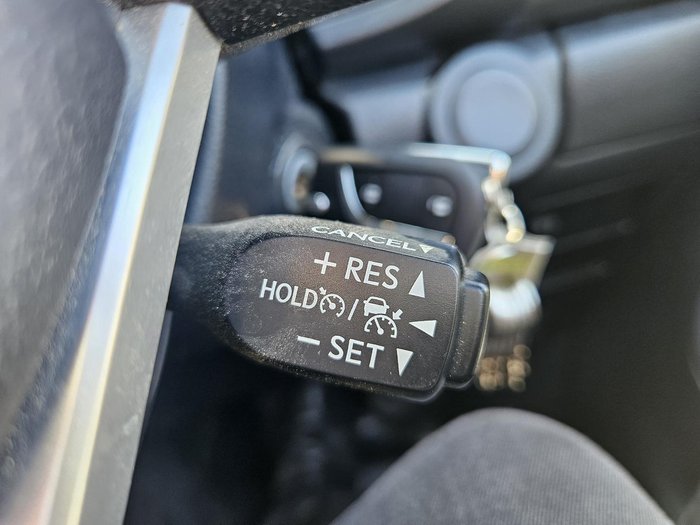 CANCEL
+ RES
HOLD /
− SET